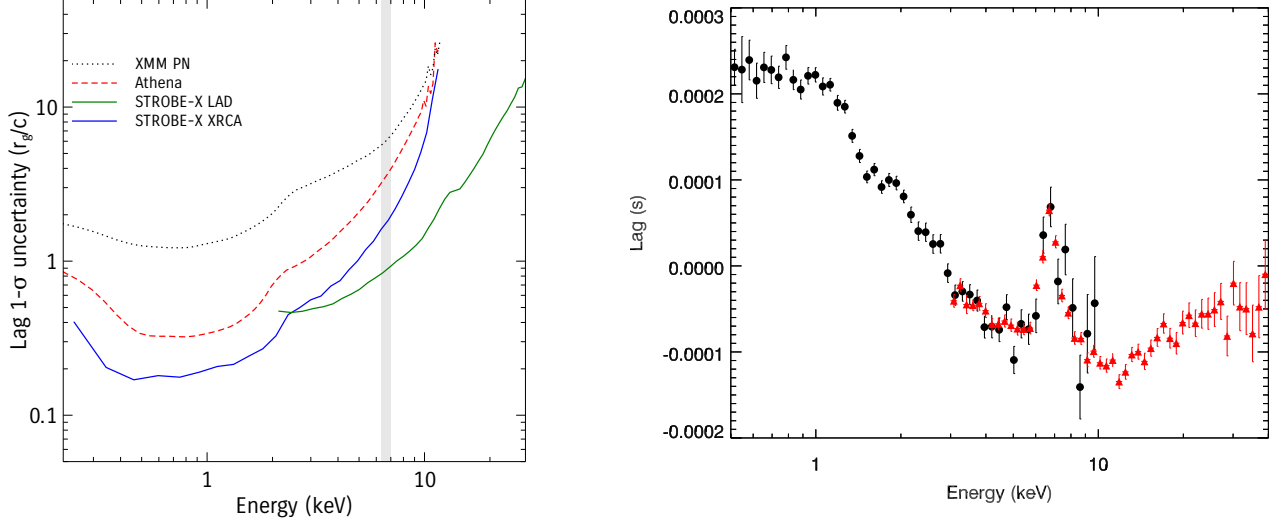 XMM PN
Athena
STROBE-X LAD
STROBE-X XRCA
10
1
0.1
Lag 1-σ uncertainty (r_g/c)
1
10
Energy (keV)
0.0003
0.0002
0.0001
0.0000
-0.0001
-0.0002
Lag (s)
1
10
Energy (keV)